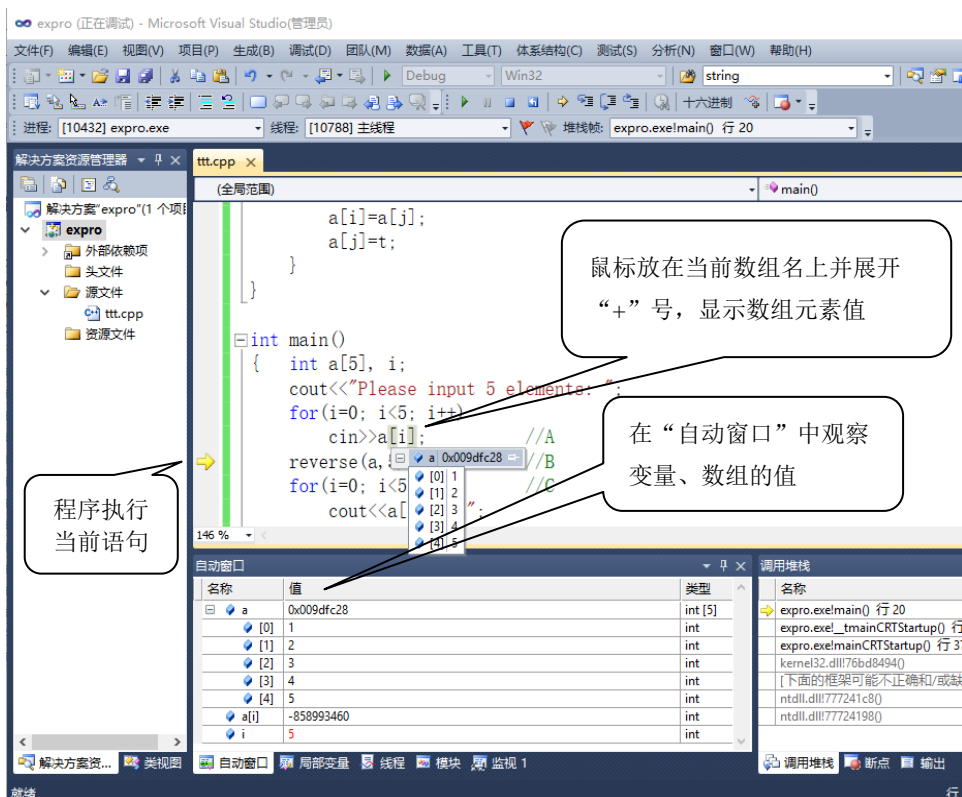 expro (正在调试) - Microsoft Visual Studio(管理员)
文件(F) 编辑(E) 视图(V) 项目(P) 生成(B) 调试(D) 团队(M) 数据(A) 工具(T) 体系结构(C) 测试(S) 分析(N) 窗口(W) 帮助(H)
Debug Win32 string
十六进制
进程: [10432] expro.exe 线程: [10788] 主线程 堆栈帧: expro.exe!main() 行 20
解决方案资源管理器
ttt.cpp
(全局范围) main()
解决方案"expro"(1 个项
expro
外部依赖项
头文件
源文件
ttt.cpp
资源文件
a[i]=a[j];
a[j]=t;
}
}
int main()
{ int a[5], i;
cout<<"Please input 5 elements: ";
for(i=0; i<5; i++)
cin>>a[i]; //A
reverse(a, //B
for(i=0; i<5 //C
cout<<a[ ";
a 0x009dfc28
[0] 1
[1] 2
[2] 3
[3] 4
[4] 5
鼠标放在当前数组名上并展开
“+”号，显示数组元素值
在“自动窗口”中观察
变量、数组的值
程序执行
当前语句
146 %
自动窗口
名称 值 类型
a 0x009dfc28 int [5]
[0] 1 int
[1] 2 int
[2] 3 int
[3] 4 int
[4] 5 int
a[i] -858993460 int
i 5 int
调用堆栈
名称
expro.exe!main() 行 20
expro.exe!__tmainCRTStartup() 行
expro.exe!mainCRTStartup() 行 37
kernel32.dll!76bd8494()
[下面的框架可能不正确和/或缺
ntdll.dll!777241c8()
ntdll.dll!77724198()
解决方案资... 类视图
自动窗口 局部变量 线程 模块 监视 1
调用堆栈 断点 输出
就绪 行